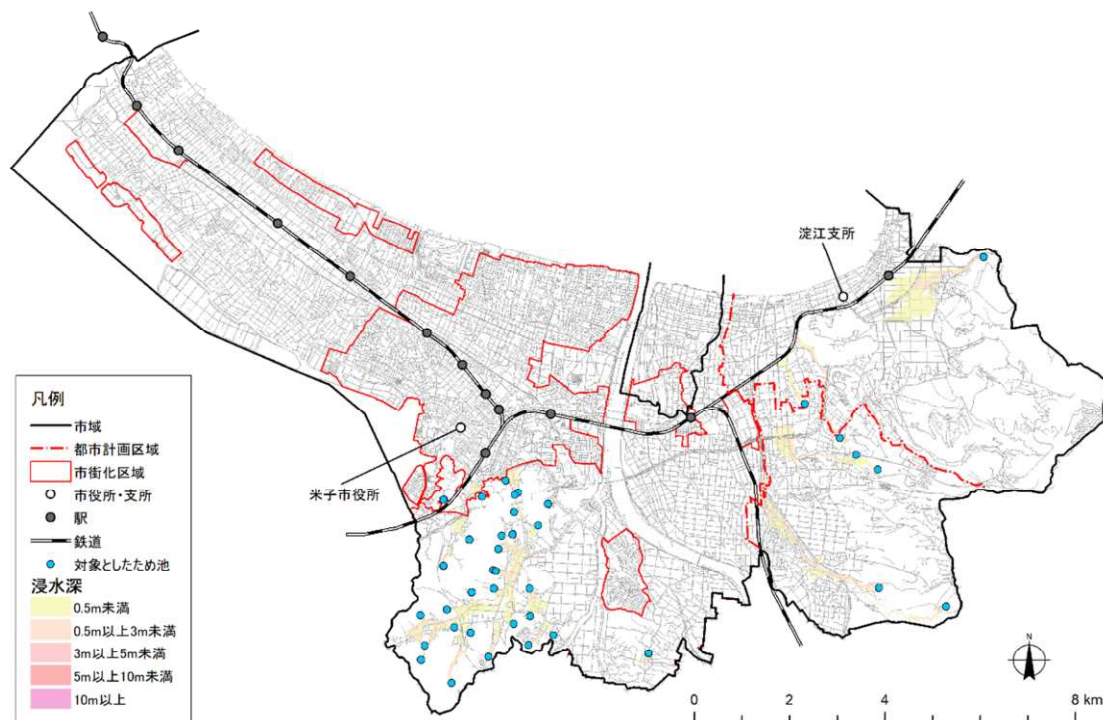 淀江支所
米子市役所
凡例
市域
都市計画区域
市街化区域
市役所・支所
駅
鉄道
対象としたため池
浸水深
0.5m未満
0.5m以上3m未満
3m以上5m未満
5m以上10m未満
10m以上
N
0 2 4 6 8 km